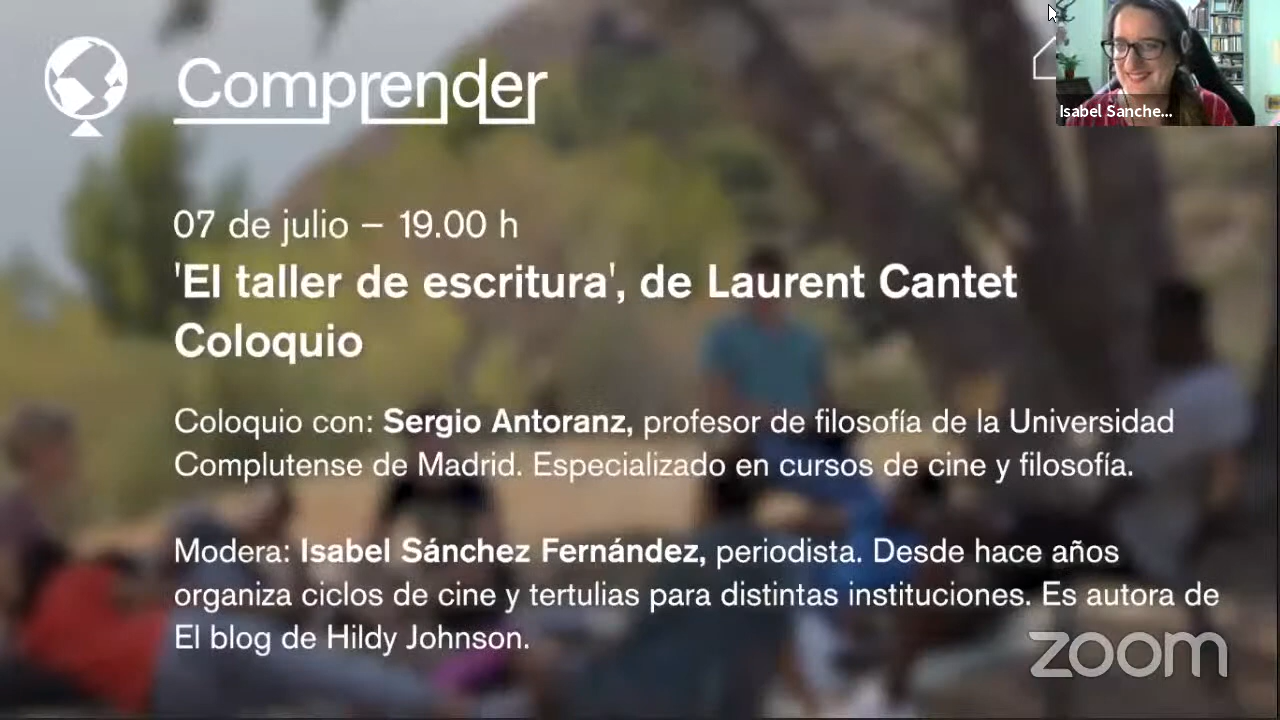 Comprender
Isabel Sanche...
07 de julio – 19.00 h
'El taller de escritura', de Laurent Cantet
Coloquio
Coloquio con: Sergio Antoranz, profesor de filosofía de la Universidad
Complutense de Madrid. Especializado en cursos de cine y filosofía.
Modera: Isabel Sánchez Fernández, periodista. Desde hace años
organiza ciclos de cine y tertulias para distintas instituciones. Es autora de
El blog de Hildy Johnson.
zoom